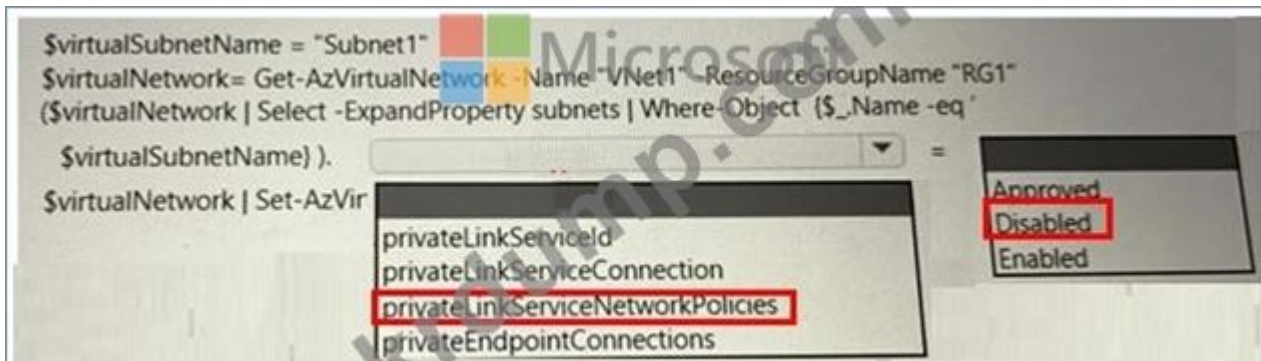 $virtualSubnetName = "Subnet1"
Microsoft
$virtualNetwork= Get-AzVirtualNetwork -Name "VNet1" -ResourceGroupName "RG1"
($virtualNetwork | Select -ExpandProperty subnets | Where-Object {$_.Name -eq '
$virtualSubnetName} ). =
$virtualNetwork | Set-AzVir
privateLinkServiceId
privateLinkServiceConnection
privateLinkServiceNetworkPolicies
privateEndpointConnections
Approved
Disabled
Enabled